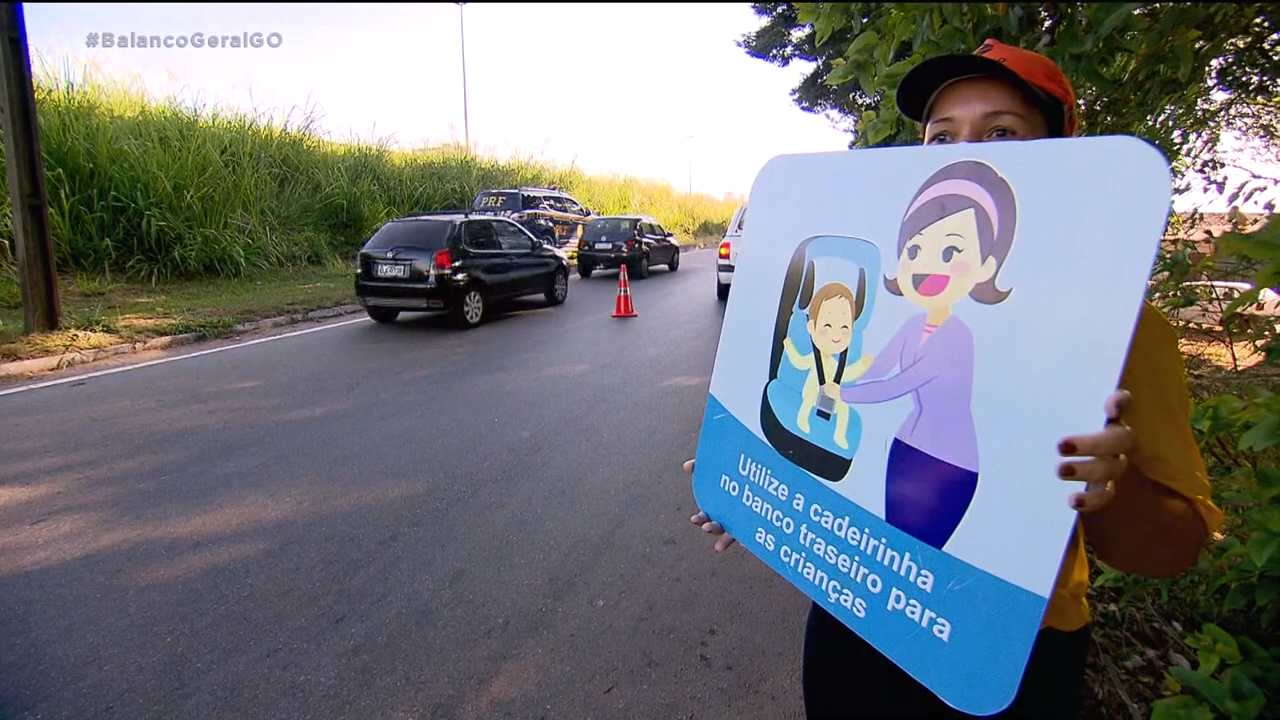 #BalancoGeralGO
PRF
Utilize a cadeirinha
no banco traseiro para
as crianças